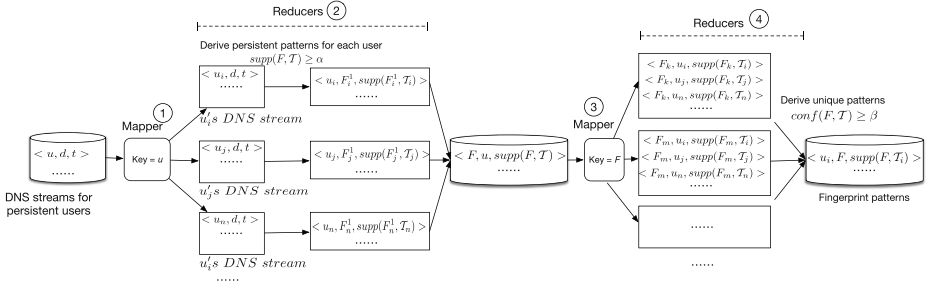 Reducers 2
Derive persistent patterns for each user
supp(F, T) ≥ α
1
Mapper
Key = u
< u, d, t >
......
DNS streams for
persistent users
< u_i, d, t >
......
u_i's DNS stream
< u_i, F_i^1, supp(F_i^1, T_i) >
......
< u_j, d, t >
......
u_j's DNS stream
< u_j, F_j^1, supp(F_j^1, T_j) >
......
< u_n, d, t >
......
u_i's DNS stream
......
< u_n, F_n^1, supp(F_n^1, T_n) >
......
< F, u, supp(F, T) >
......
3
Mapper
Key = F
Reducers 4
< F_k, u_i, supp(F_k, T_i) >
< F_k, u_j, supp(F_k, T_j) >
< F_k, u_n, supp(F_k, T_n) >
......
< F_m, u_i, supp(F_m, T_i) >
< F_m, u_j, supp(F_m, T_j) >
< F_m, u_n, supp(F_m, T_n) >
......
......
......
Derive unique patterns
conf(F, T) ≥ β
< u_i, F, supp(F, T_i) >
......
Fingerprint patterns